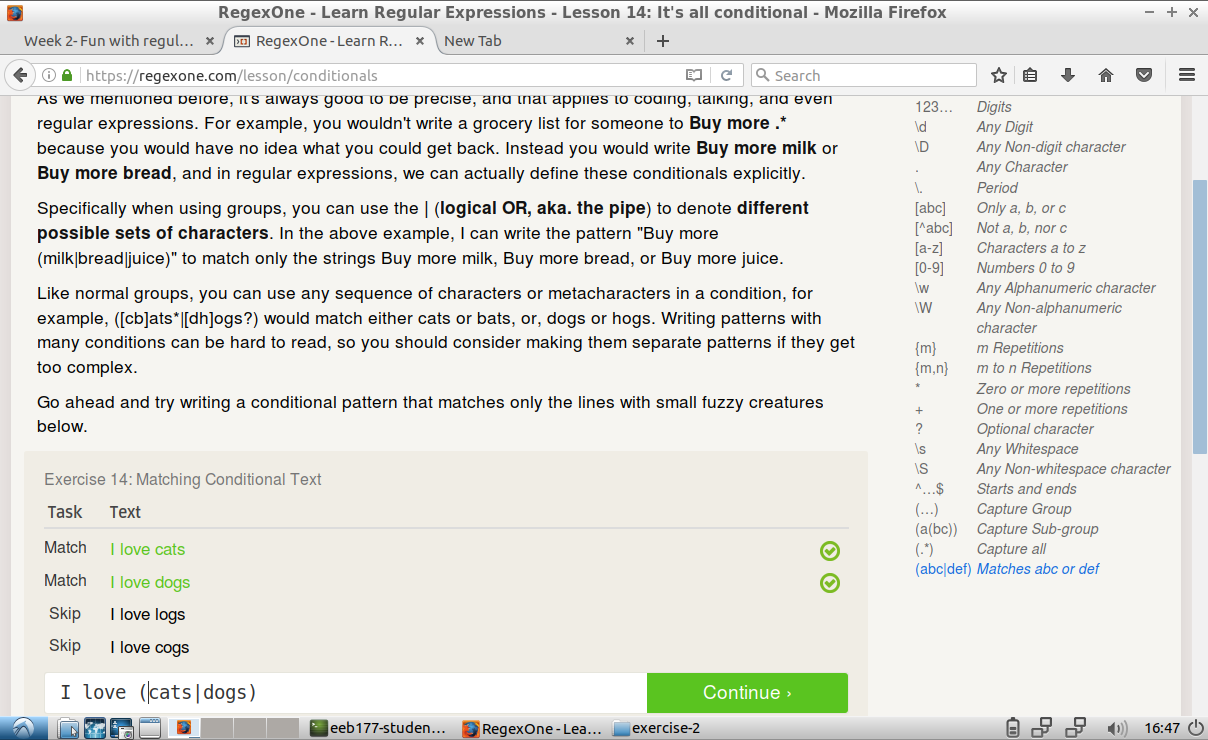 RegexOne - Learn Regular Expressions - Lesson 14: It's all conditional - Mozilla Firefox
Week 2- Fun with regul...
RegexOne - Learn R...
New Tab
https://regexone.com/lesson/conditionals
Search
As we mentioned before, it's always good to be precise, and that applies to coding, talking, and even
regular expressions. For example, you wouldn't write a grocery list for someone to Buy more .*
because you would have no idea what you could get back. Instead you would write Buy more milk or
Buy more bread, and in regular expressions, we can actually define these conditionals explicitly.
Specifically when using groups, you can use the | (logical OR, aka. the pipe) to denote different
possible sets of characters. In the above example, I can write the pattern "Buy more
(milk|bread|juice)" to match only the strings Buy more milk, Buy more bread, or Buy more juice.
Like normal groups, you can use any sequence of characters or metacharacters in a condition, for
example, ([cb]ats*|[dh]ogs?) would match either cats or bats, or, dogs or hogs. Writing patterns with
many conditions can be hard to read, so you should consider making them separate patterns if they get
too complex.
Go ahead and try writing a conditional pattern that matches only the lines with small fuzzy creatures
below.
Exercise 14: Matching Conditional Text
Task Text
Match I love cats
Match I love dogs
Skip I love logs
Skip I love cogs
I love (cats|dogs)
Continue ›
123… Digits
\d Any Digit
\D Any Non-digit character
. Any Character
\. Period
[abc] Only a, b, or c
[^abc] Not a, b, nor c
[a-z] Characters a to z
[0-9] Numbers 0 to 9
\w Any Alphanumeric character
\W Any Non-alphanumeric
character
{m} m Repetitions
{m,n} m to n Repetitions
* Zero or more repetitions
+ One or more repetitions
? Optional character
\s Any Whitespace
\S Any Non-whitespace character
^…$ Starts and ends
(…) Capture Group
(a(bc)) Capture Sub-group
(.*) Capture all
(abc|def) Matches abc or def
eeb177-studen...
RegexOne - Lea...
exercise-2
16:47